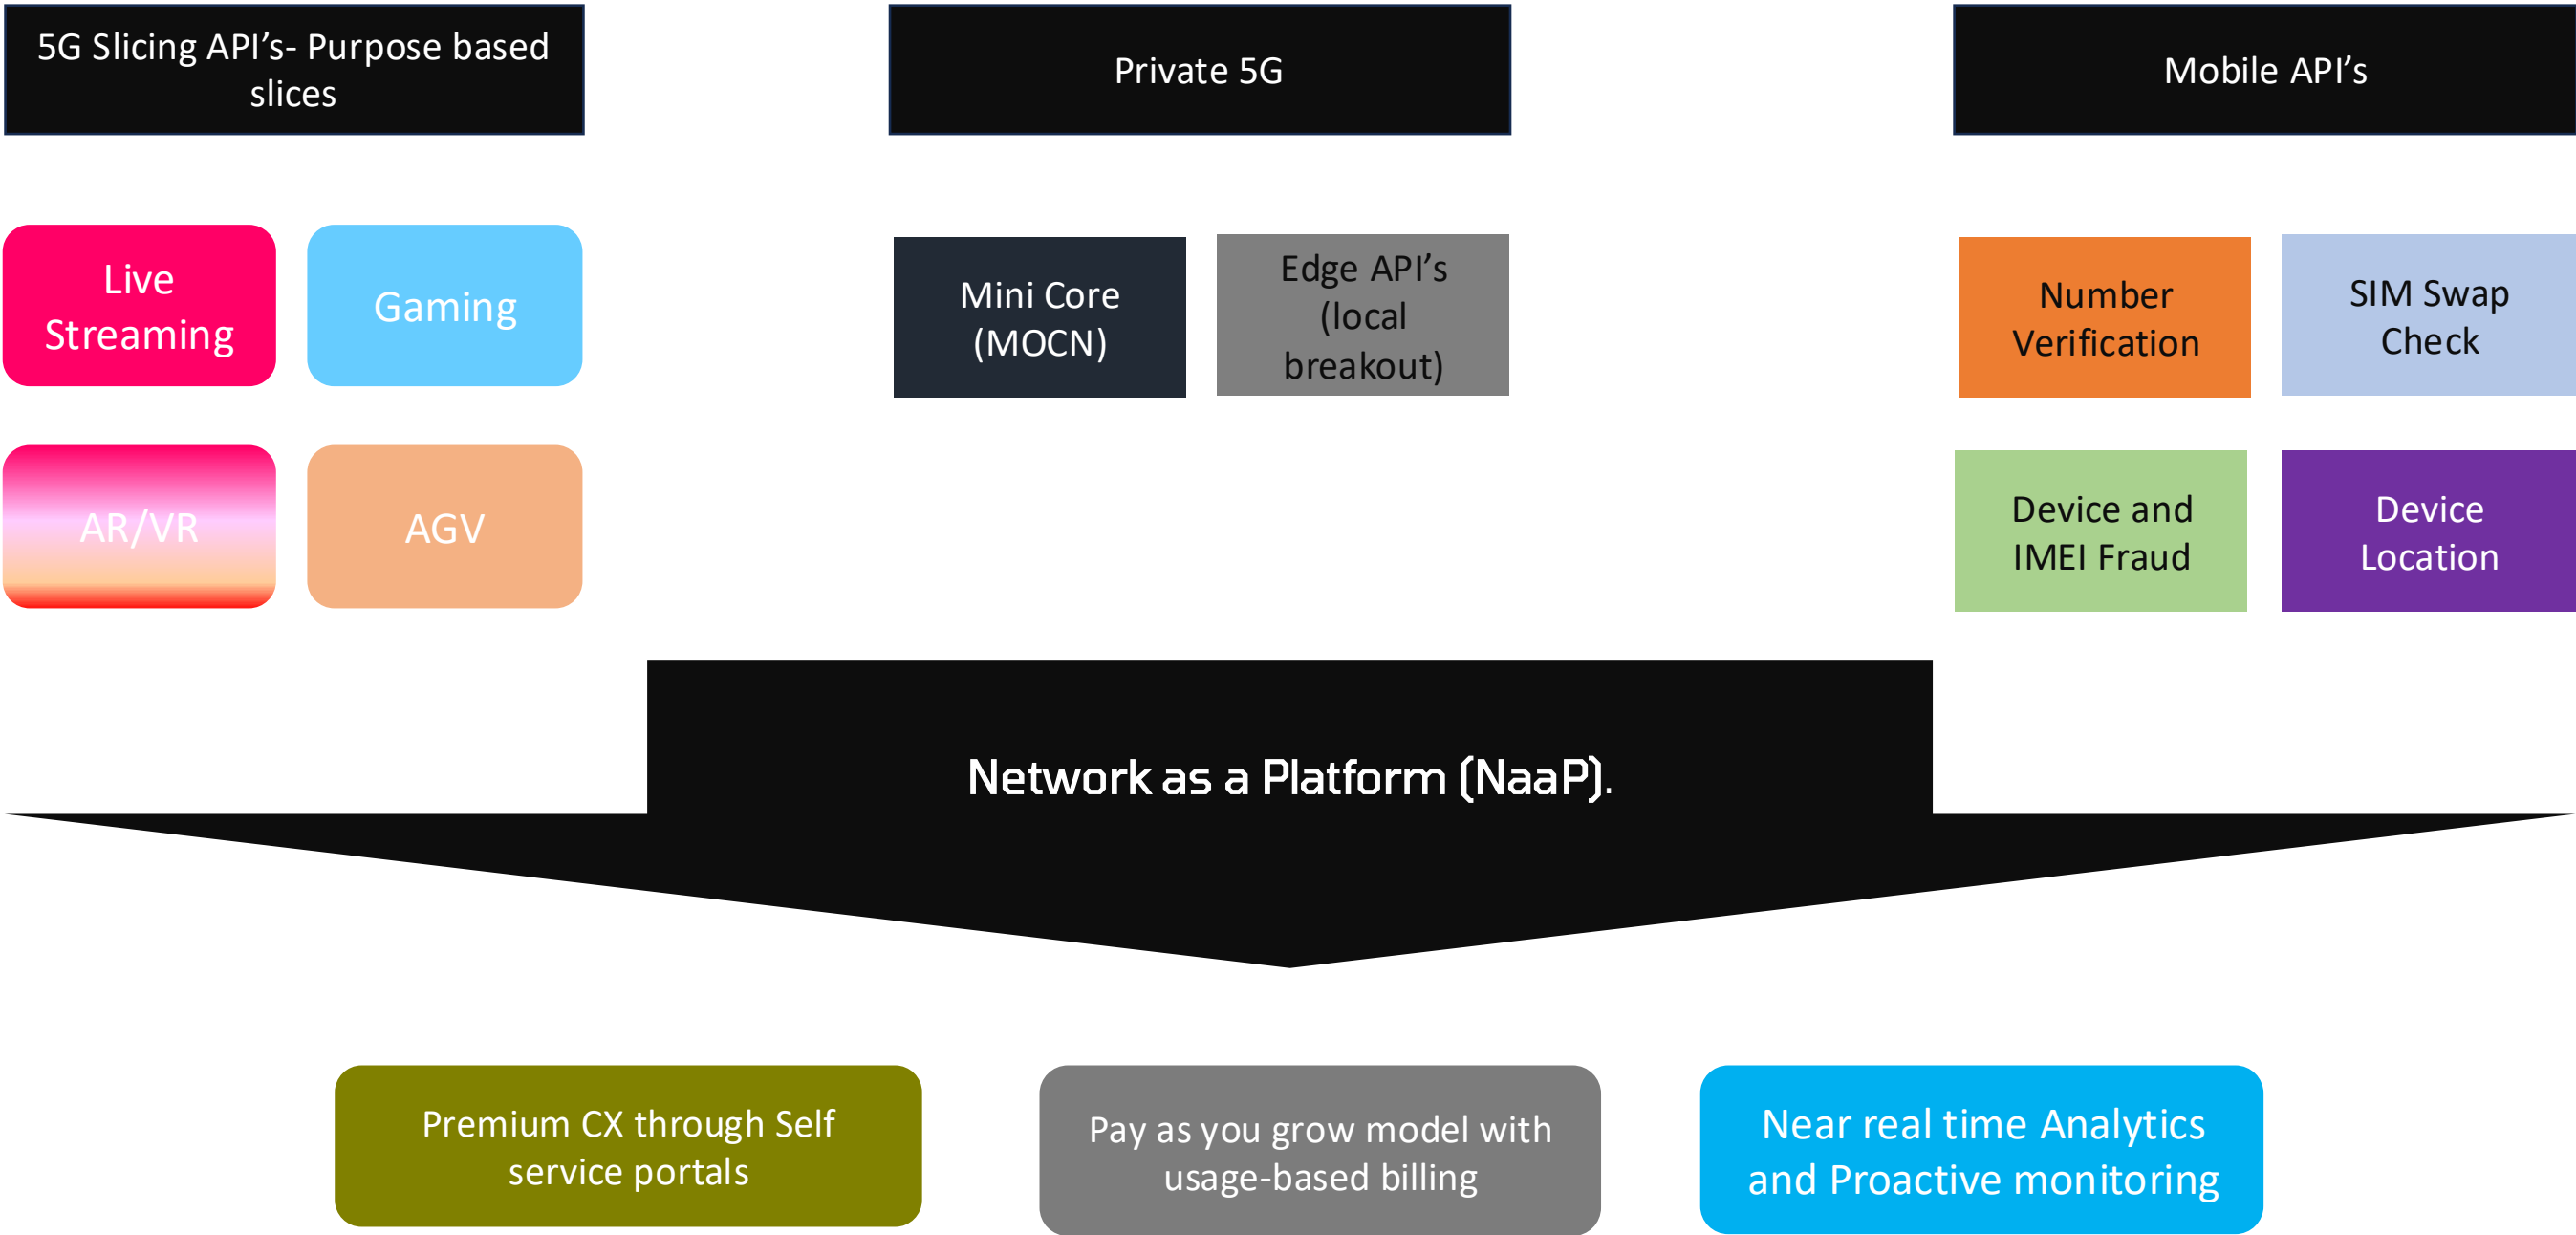 5G Slicing API’s- Purpose based
slices
Private 5G
Mobile API’s
Live
Streaming
Gaming
AR/VR
AGV
Mini Core
(MOCN)
Edge API’s
(local
breakout)
Number
Verification
SIM Swap
Check
Device and
IMEI Fraud
Device
Location
Network as a Platform (NaaP).
Premium CX through Self
service portals
Pay as you grow model with
usage-based billing
Near real time Analytics
and Proactive monitoring